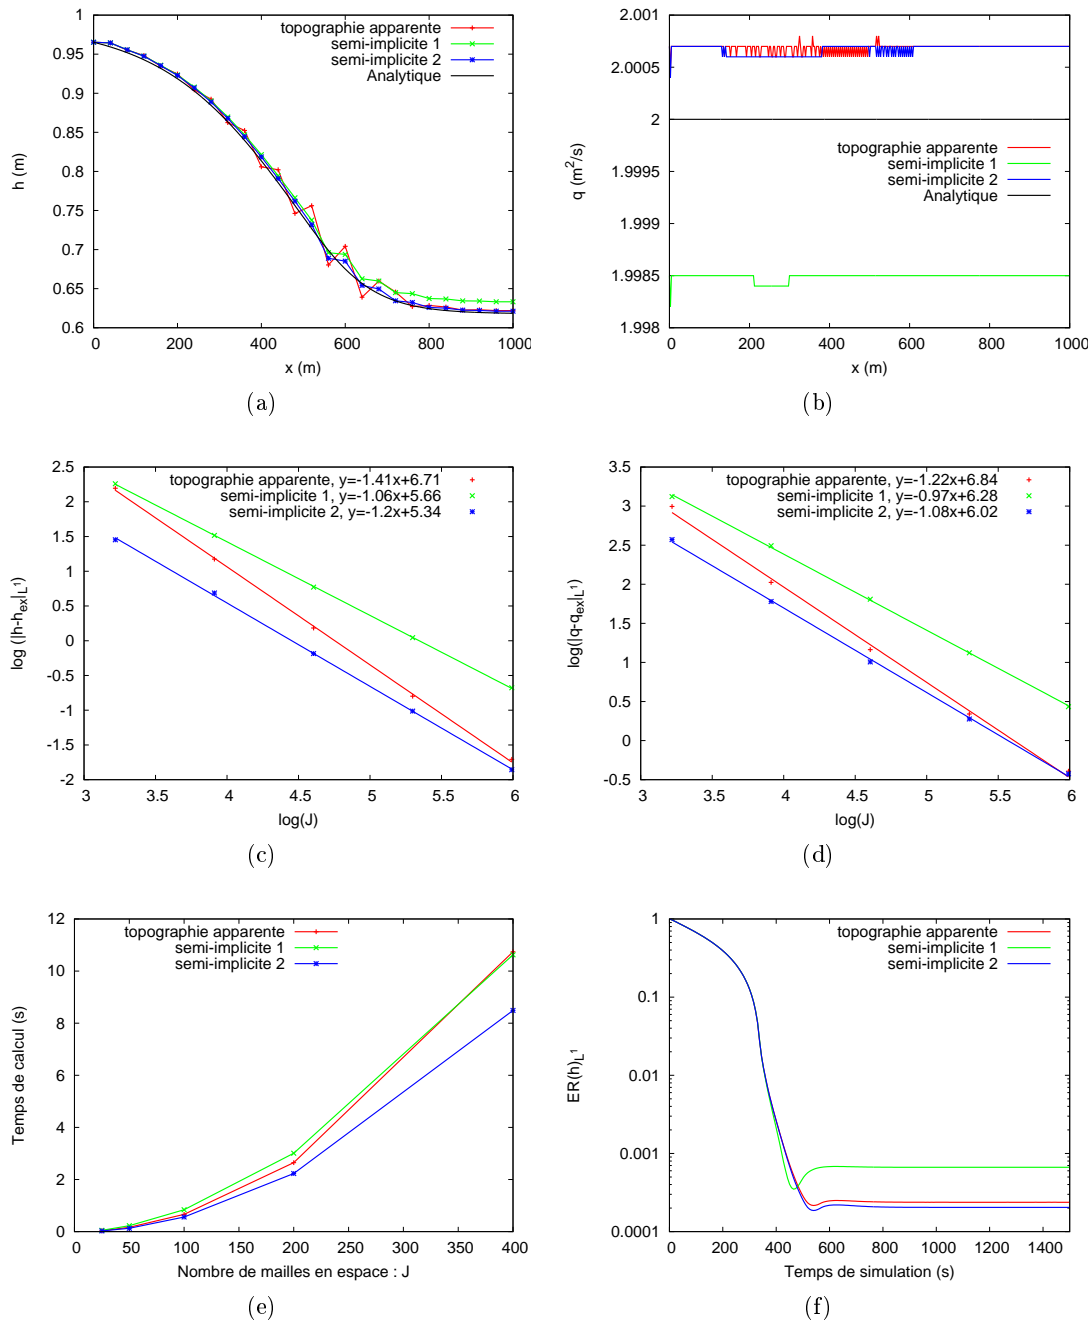 topographie apparente
semi-implicite 1
semi-implicite 2
Analytique
1
0.95
0.9
0.85
0.8
0.75
0.7
0.65
0.6
h (m)
0 200 400 600 800 1000
x (m)
(a)
2.001
2.0005
2
1.9995
1.999
1.9985
1.998
q (m²/s)
topographie apparente
semi-implicite 1
semi-implicite 2
Analytique
0 200 400 600 800 1000
x (m)
(b)
topographie apparente, y=-1.41x+6.71
semi-implicite 1, y=-1.06x+5.66
semi-implicite 2, y=-1.2x+5.34
2.5
2
1.5
1
0.5
0
-0.5
-1
-1.5
-2
log (|h-h_ex|_L¹)
3 3.5 4 4.5 5 5.5 6
log(J)
(c)
topographie apparente, y=-1.22x+6.84
semi-implicite 1, y=-0.97x+6.28
semi-implicite 2, y=-1.08x+6.02
3.5
3
2.5
2
1.5
1
0.5
0
-0.5
log(|q-q_ex|_L¹)
3 3.5 4 4.5 5 5.5 6
log(J)
(d)
topographie apparente
semi-implicite 1
semi-implicite 2
12
10
8
6
4
2
0
Temps de calcul (s)
0 50 100 150 200 250 300 350 400
Nombre de mailles en espace : J
(e)
topographie apparente
semi-implicite 1
semi-implicite 2
1
0.1
0.01
0.001
0.0001
ER(h)_L¹
0 200 400 600 800 1000 1200 1400
Temps de simulation (s)
(f)